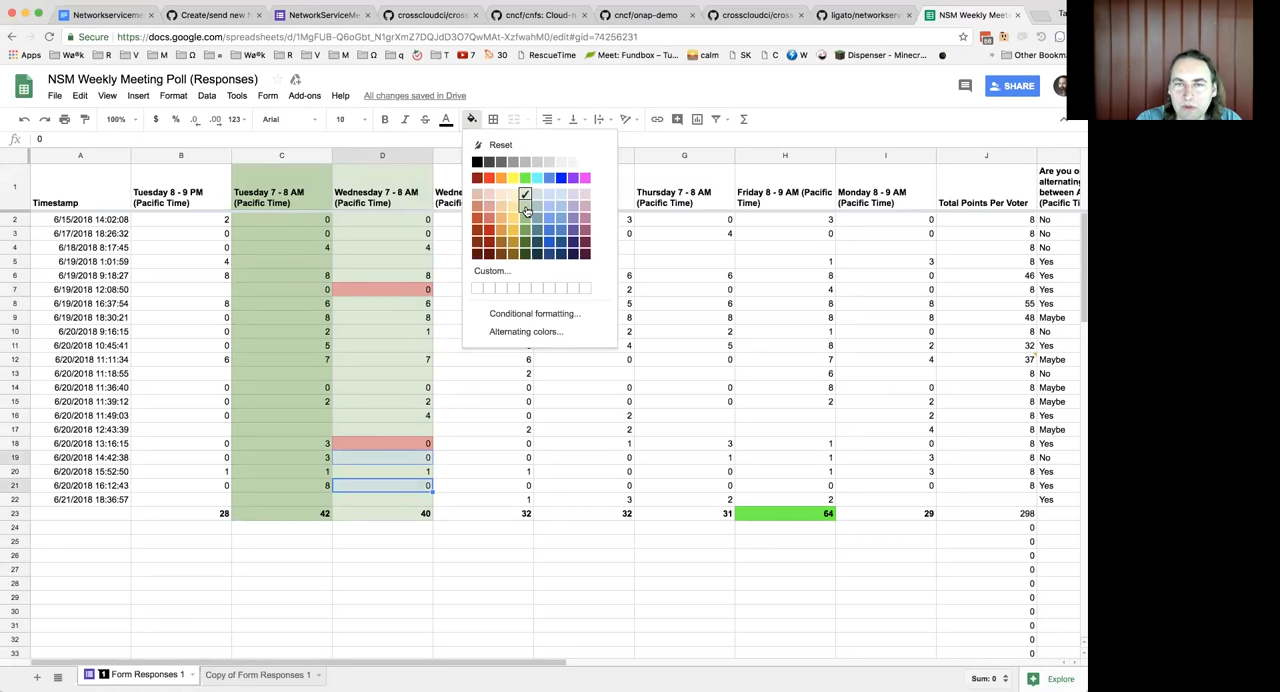 Networkservicem
Create/send new
NetworkServiceMe
crosscloudci/cross
cncf/cnfs: Cloud-n
cncf/onap-demo
crosscloudci/cross
ligato/networkserv
NSM Weekly Meeti
Secure https://docs.google.com/spreadsheets/d/1MgFUB-Q6oGbt_N1grXmZ7DQJdD3O7QwMAt-XzfwahM0/edit#gid=74256231
Apps R V M Ω « R M Ω q T 7 30 RescueTime Meet: Fundbox – Tu... calm SK C W Dispenser – Minecr... Other Bookm
NSM Weekly Meeting Poll (Responses)
File Edit View Insert Format Data Tools Form Add-ons Help All changes saved in Drive
SHARE
100% $ % .0 .00 123 Arial 10 B I S A Σ
fx 0
A B C D G H I J
Timestamp
Tuesday 8 - 9 PM
(Pacific Time)
Tuesday 7 - 8 AM
(Pacific Time)
Wednesday 7 - 8 AM
(Pacific Time)
Wedne
(Pacifi
Thursday 7 - 8 AM
(Pacific Time)
Friday 8 - 9 AM (Pacific
Time)
Monday 8 - 9 AM
(Pacific Time)
Total Points Per Voter
Are you o
alternating
between A
(Pacific Ti
Reset
Custom...
Conditional formatting...
Alternating colors...
1
2 6/15/2018 14:02:08 2 0 0 3 0 3 0 8 No
3 6/17/2018 18:26:32 0 0 0 0 4 0 0 8 No
4 6/18/2018 8:17:45 0 4 4 8 No
5 6/19/2018 1:01:59 4 1 3 8 Yes
6 6/19/2018 9:18:27 8 8 8 6 6 8 0 46 Yes
7 6/19/2018 12:08:50 0 0 2 0 4 0 8 Yes
8 6/19/2018 16:37:54 8 6 6 5 6 8 8 55 Yes
9 6/19/2018 18:30:21 0 8 8 8 8 8 8 48 Maybe
10 6/20/2018 9:16:15 2 1 2 2 1 0 8 No
11 6/20/2018 10:45:41 5 4 5 8 2 32 Yes
12 6/20/2018 11:11:34 6 7 7 6 0 0 7 4 37 Maybe
13 6/20/2018 11:18:55 2 6 8 No
14 6/20/2018 11:36:40 0 0 0 0 0 0 8 0 8 Maybe
15 6/20/2018 11:39:12 0 2 2 0 0 0 2 2 8 Maybe
16 6/20/2018 11:49:03 4 0 2 2 8 Yes
17 6/20/2018 12:43:39 2 2 4 8 Maybe
18 6/20/2018 13:16:15 0 3 0 0 1 3 1 0 8 Yes
19 6/20/2018 14:42:38 0 3 0 0 0 1 1 3 8 No
20 6/20/2018 15:52:50 1 1 1 1 0 0 1 3 8 Yes
21 6/20/2018 16:12:43 0 8 0 0 0 0 0 0 8 Yes
22 6/21/2018 18:36:57 1 3 2 2 Yes
23 28 42 40 32 32 31 64 29 298
24 0
25 0
26 0
27 0
28 0
29 0
30 0
31 0
32 0
33 0
1 Form Responses 1
Copy of Form Responses 1
Sum: 0
Explore